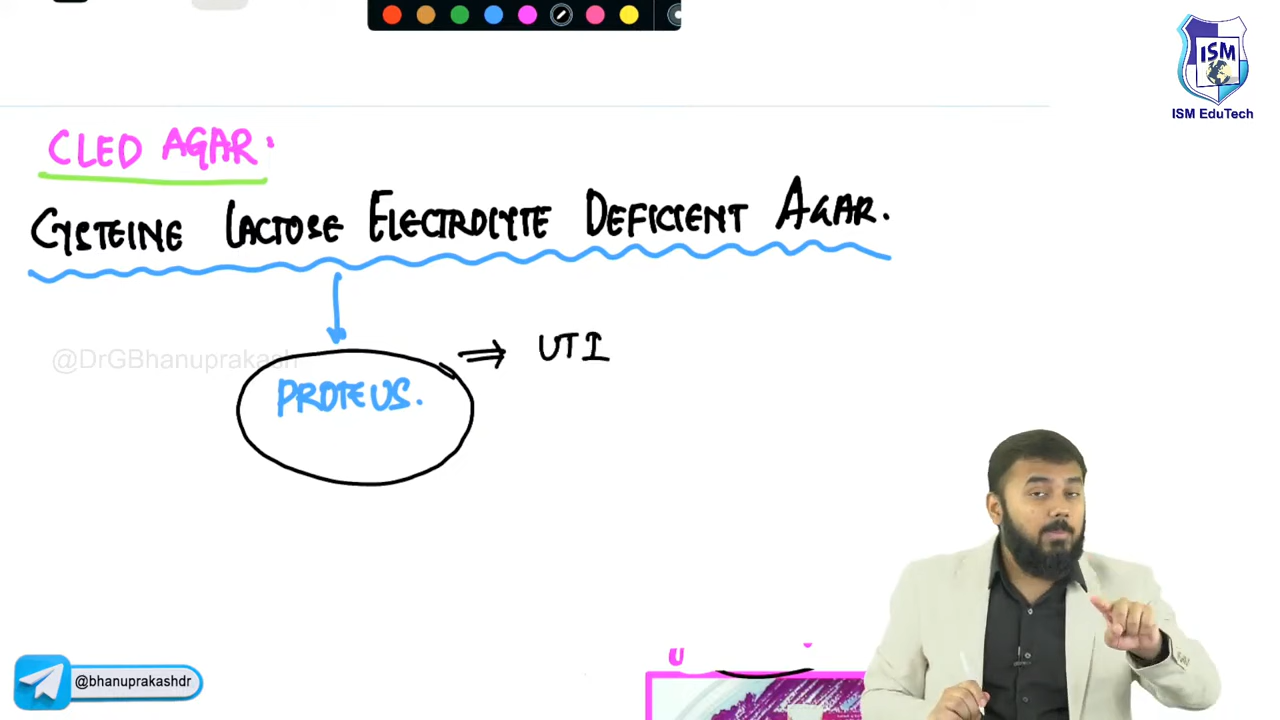 ISM
ISM EduTech
CLED AGAR.
CYSTEINE LACTOSE ELECTROLYTE DEFICIENT AGAR.
@DrGBhanuprakash
UTI
PROTEUS.
@bhanuprakashdr